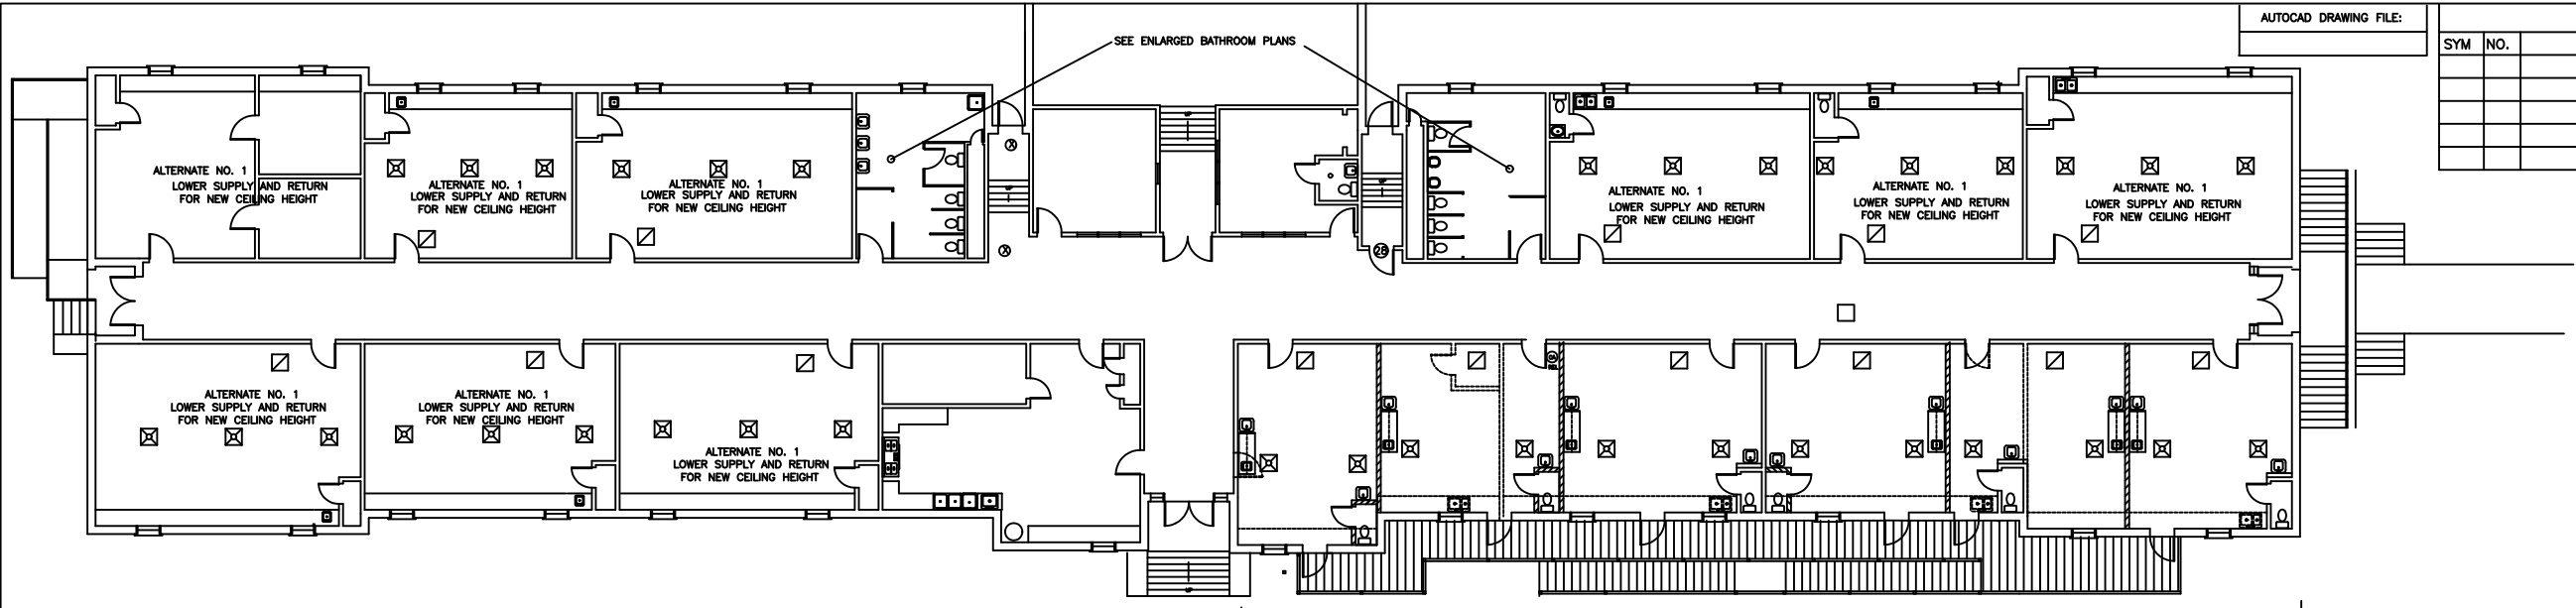 AUTOCAD DRAWING FILE:
SYM NO.
SEE ENLARGED BATHROOM PLANS
ALTERNATE NO. 1
LOWER SUPPLY AND RETURN
FOR NEW CEILING HEIGHT
ALTERNATE NO. 1
LOWER SUPPLY AND RETURN
FOR NEW CEILING HEIGHT
ALTERNATE NO. 1
LOWER SUPPLY AND RETURN
FOR NEW CEILING HEIGHT
X
X
UP
UP
UP
2B
ALTERNATE NO. 1
LOWER SUPPLY AND RETURN
FOR NEW CEILING HEIGHT
ALTERNATE NO. 1
LOWER SUPPLY AND RETURN
FOR NEW CEILING HEIGHT
ALTERNATE NO. 1
LOWER SUPPLY AND RETURN
FOR NEW CEILING HEIGHT
ALTERNATE NO. 1
LOWER SUPPLY AND RETURN
FOR NEW CEILING HEIGHT
ALTERNATE NO. 1
LOWER SUPPLY AND RETURN
FOR NEW CEILING HEIGHT
ALTERNATE NO. 1
LOWER SUPPLY AND RETURN
FOR NEW CEILING HEIGHT
UP